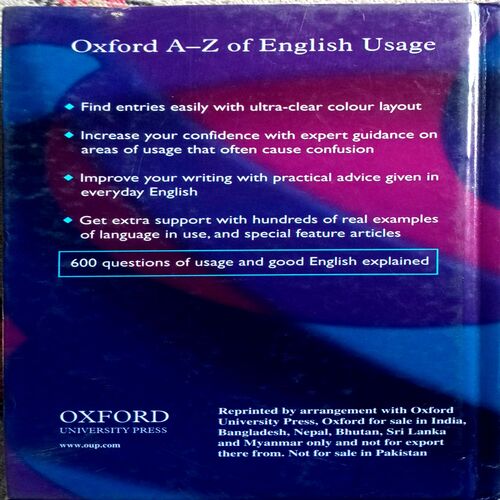 Oxford A–Z of English Usage
Find entries easily with ultra-clear colour layout
Increase your confidence with expert guidance on
areas of usage that often cause confusion
Improve your writing with practical advice given in
everyday English
Get extra support with hundreds of real examples
of language in use, and special feature articles
600 questions of usage and good English explained
OXFORD
UNIVERSITY PRESS
www.oup.com
Reprinted by arrangement with Oxford
University Press, Oxford for sale in India,
Bangladesh, Nepal, Bhutan, Sri Lanka
and Myanmar only and not for export
there from. Not for sale in Pakistan